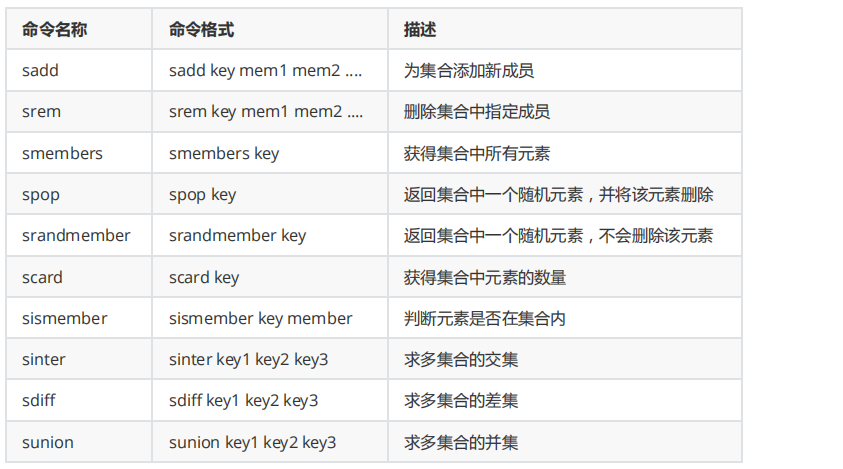 命令名称 命令格式 描述
sadd sadd key mem1 mem2 .... 为集合添加新成员
srem srem key mem1 mem2 .... 删除集合中指定成员
smembers smembers key 获得集合中所有元素
spop spop key 返回集合中一个随机元素，并将该元素删除
srandmember srandmember key 返回集合中一个随机元素，不会删除该元素
scard scard key 获得集合中元素的数量
sismember sismember key member 判断元素是否在集合内
sinter sinter key1 key2 key3 求多集合的交集
sdiff sdiff key1 key2 key3 求多集合的差集
sunion sunion key1 key2 key3 求多集合的并集